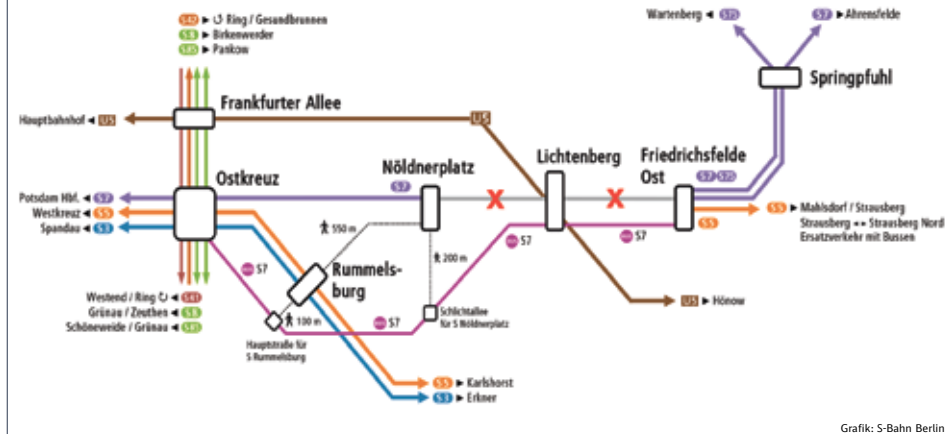 S42 ▸ ↺ Ring / Gesundbrunnen
S8 ▸ Birkenwerder
S85 ▸ Pankow
Wartenberg ◂ S75
S7 ▸ Ahrensfelde
Springpfuhl
Frankfurter Allee
Hauptbahnhof ◂ U5
U5
Lichtenberg
Friedrichsfelde
Ost
Nöldnerplatz
Ostkreuz
S7
S7 S75
Potsdam Hbf. ◂ S7
Westkreuz ◂ S5
Spandau ◂ S3
X
X
S5 ▸ Mahlsdorf / Strausberg
Strausberg ↔ Strausberg Nord
Ersatzverkehr mit Bussen
S5
550 m
S7
S7
200 m
S7
Rummels-
burg
Westend / Ring ↻ ◂ S41
Grünau / Zeuthen ◂ S8
Schöneweide / Grünau ◂ S85
100 m
S7
Schlichtallee
für S Nöldnerplatz
U5 ▸ Hönow
Hauptstraße für
S Rummelsburg
S5 ▸ Karlshorst
S3 ▸ Erkner
Grafik: S-Bahn Berlin